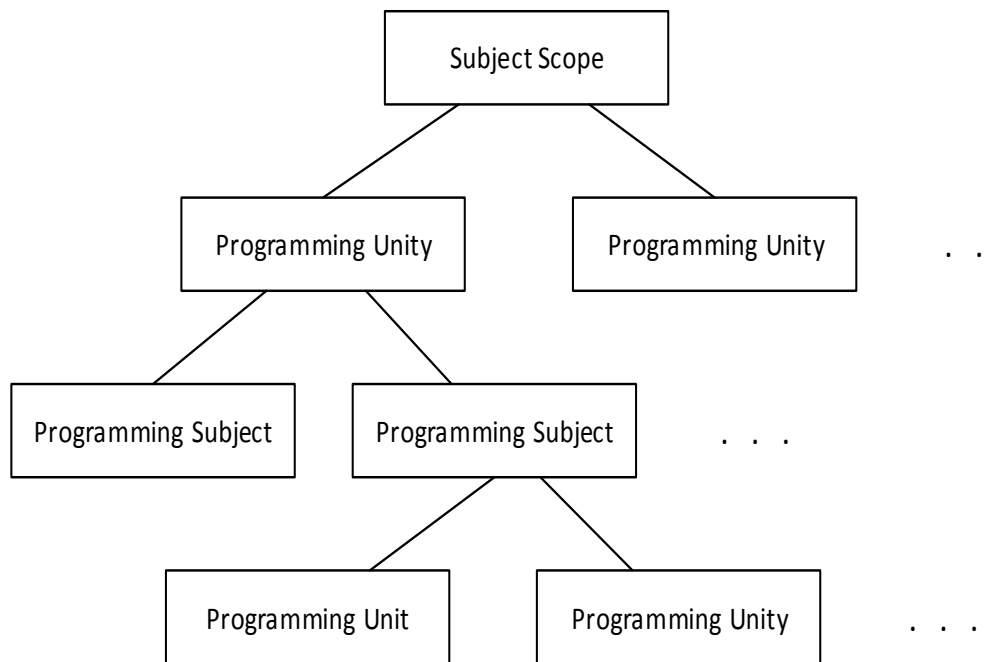 Subject Scope
Programming Unity
Programming Unity
. .
Programming Subject
Programming Subject
. . .
Programming Unit
Programming Unity
. . .